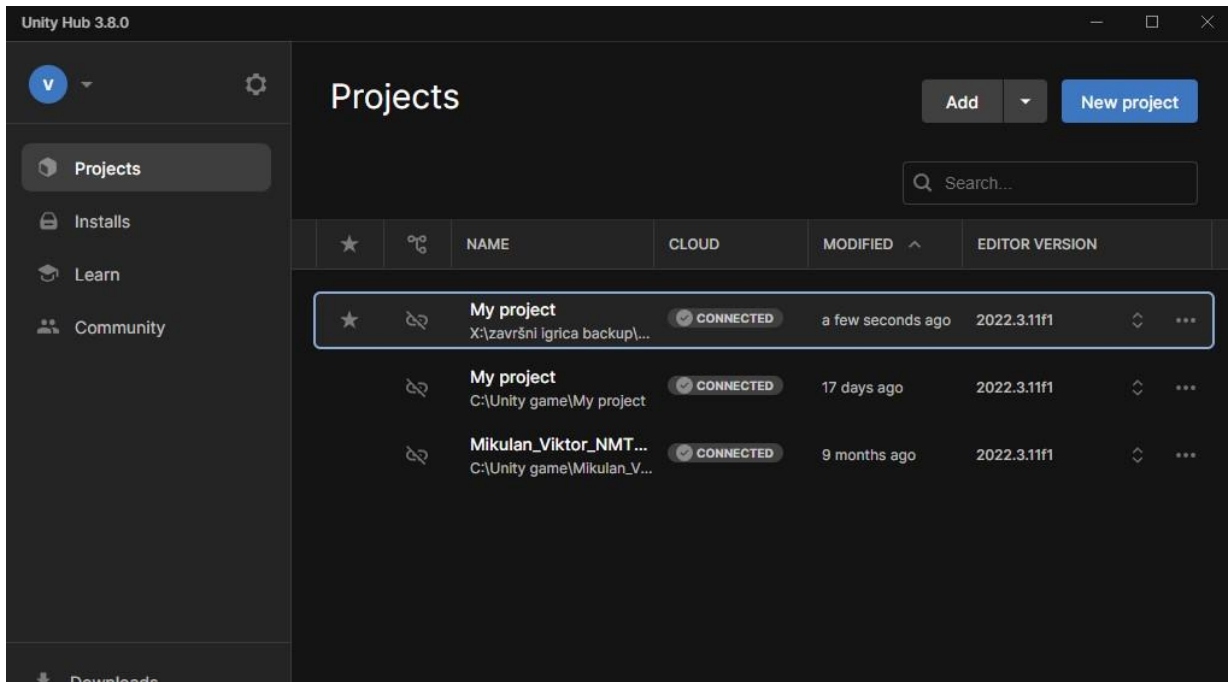 Unity Hub 3.8.0
V
Projects
Add
New project
Projects
Search...
Installs
NAME CLOUD MODIFIED EDITOR VERSION
Learn
My project CONNECTED a few seconds ago 2022.3.11f1
X:\završni igrica backup\...
Community
My project CONNECTED 17 days ago 2022.3.11f1
C:\Unity game\My project
Mikulan_Viktor_NMT... CONNECTED 9 months ago 2022.3.11f1
C:\Unity game\Mikulan_V...
Downloads